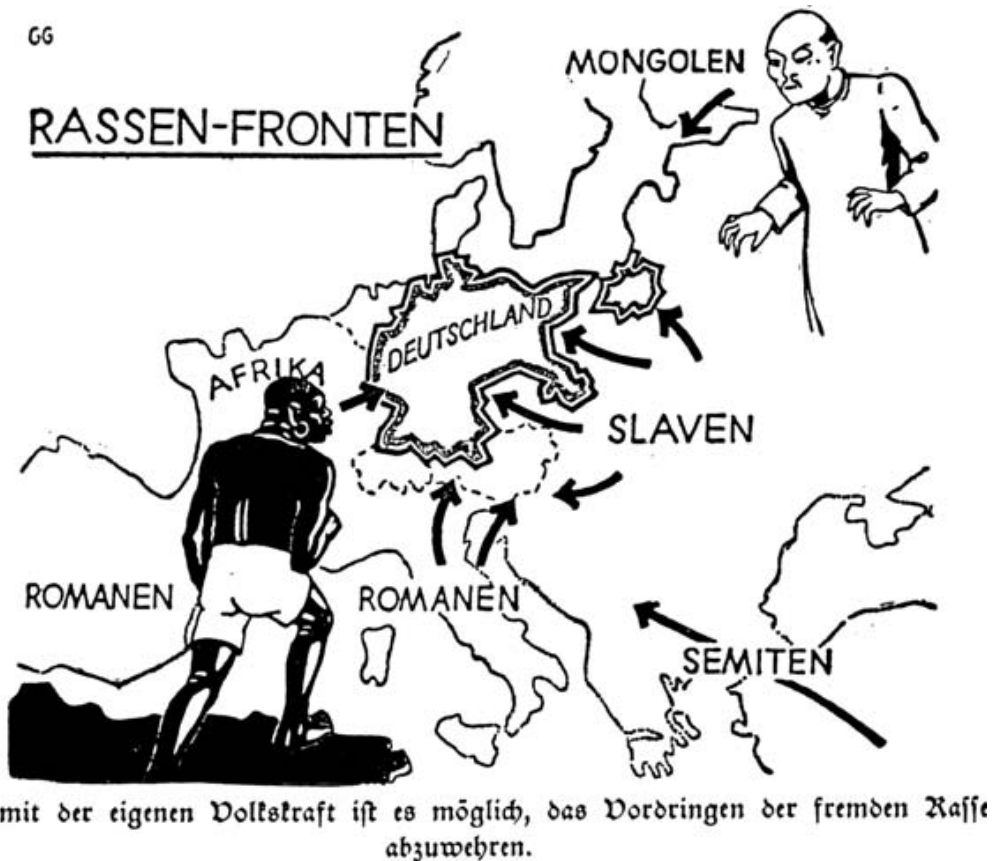 GG
MONGOLEN
RASSEN-FRONTEN
DEUTSCHLAND
AFRIKA
SLAVEN
ROMANEN
ROMANEN
SEMITEN
mit der eigenen Volkskraft ist es möglich, das Vordringen der fremden Rasse
abzuwehren.